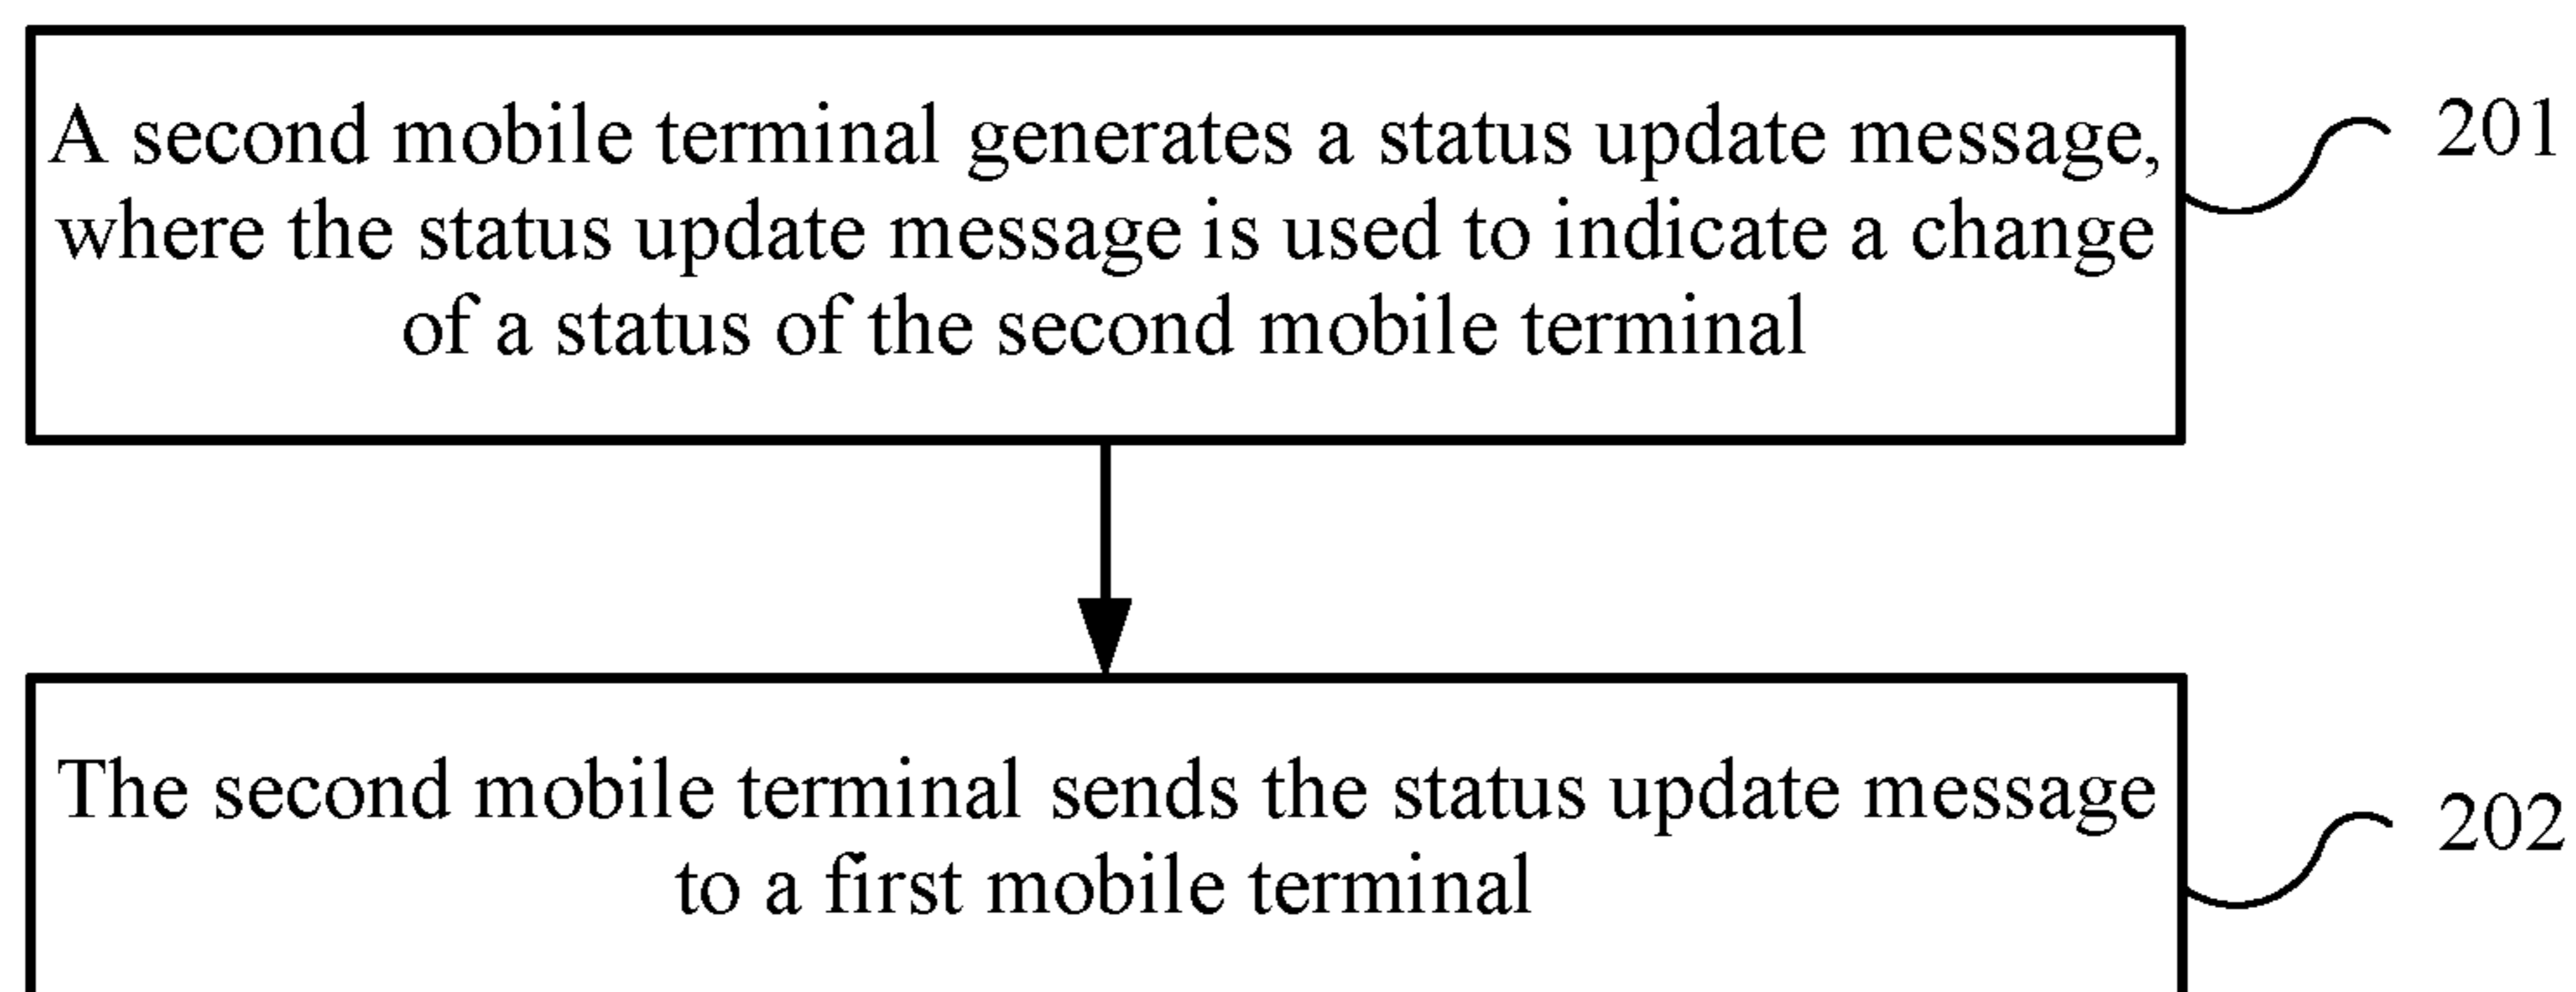 A second mobile terminal generates a status update message,
where the status update message is used to indicate a change
of a status of the second mobile terminal
201
The second mobile terminal sends the status update message
to a first mobile terminal
202